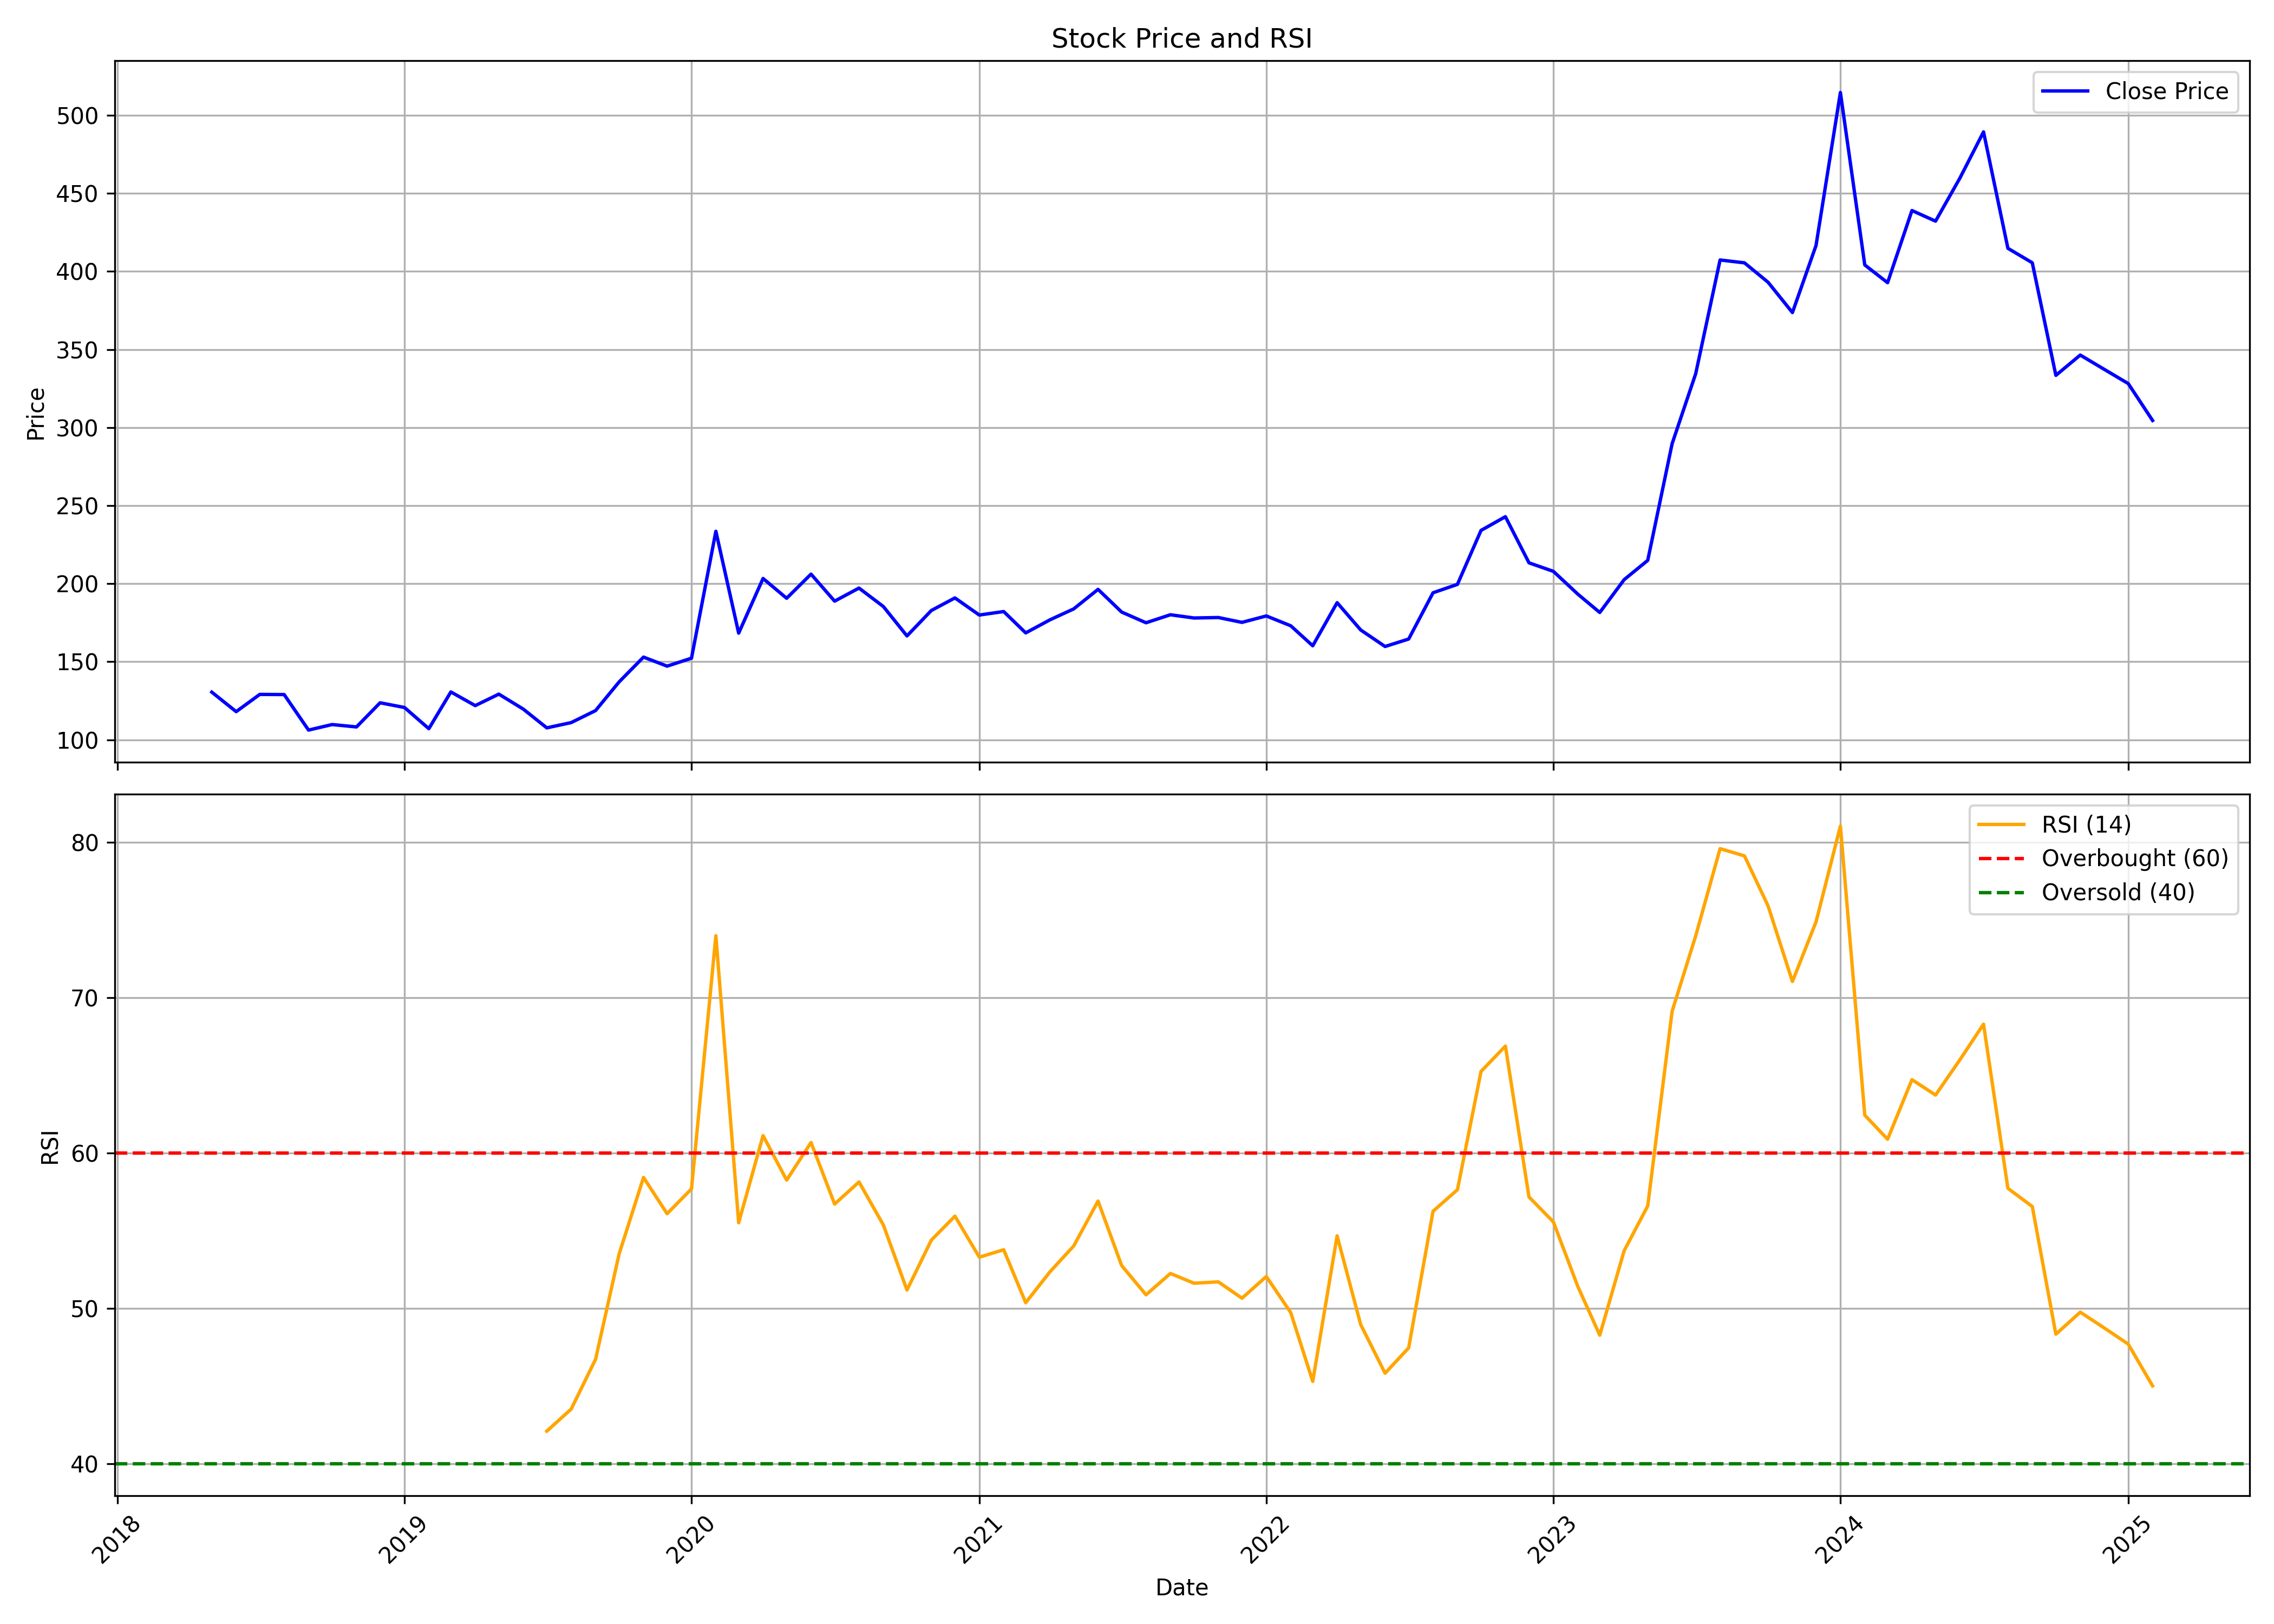 Stock Price and RSI
Close Price
Price
500
450
400
350
300
250
200
150
100
RSI (14)
Overbought (60)
Oversold (40)
RSI
80
70
60
50
40
2018
2019
2020
2021
2022
2023
2024
2025
Date